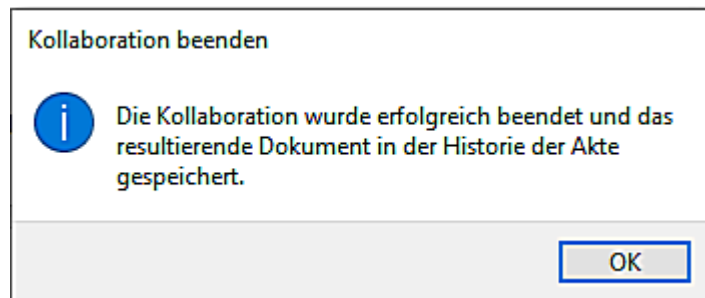 Kollaboration beenden
Die Kollaboration wurde erfolgreich beendet und das
resultierende Dokument in der Historie der Akte
gespeichert.
OK